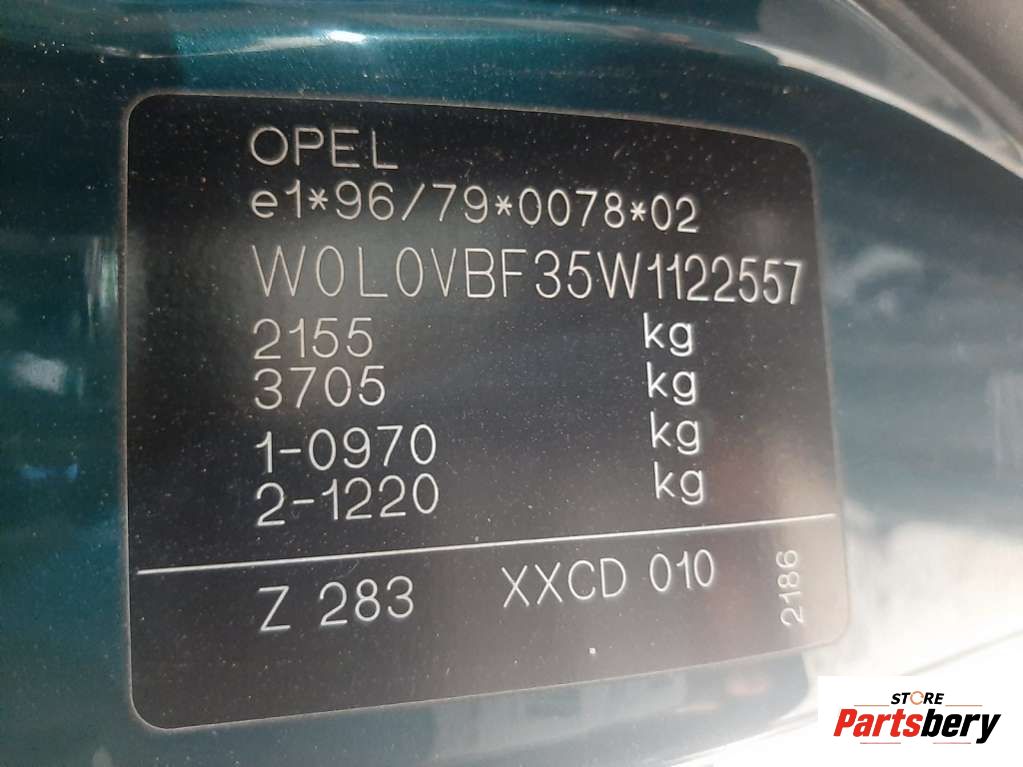 OPEL
e1*96/79*0078*02
W0L0VBF35W1122557
2155 kg
3705 kg
1-0970 kg
2-1220 kg
Z 283 XXCD 010
2186
STORE
Partsbery